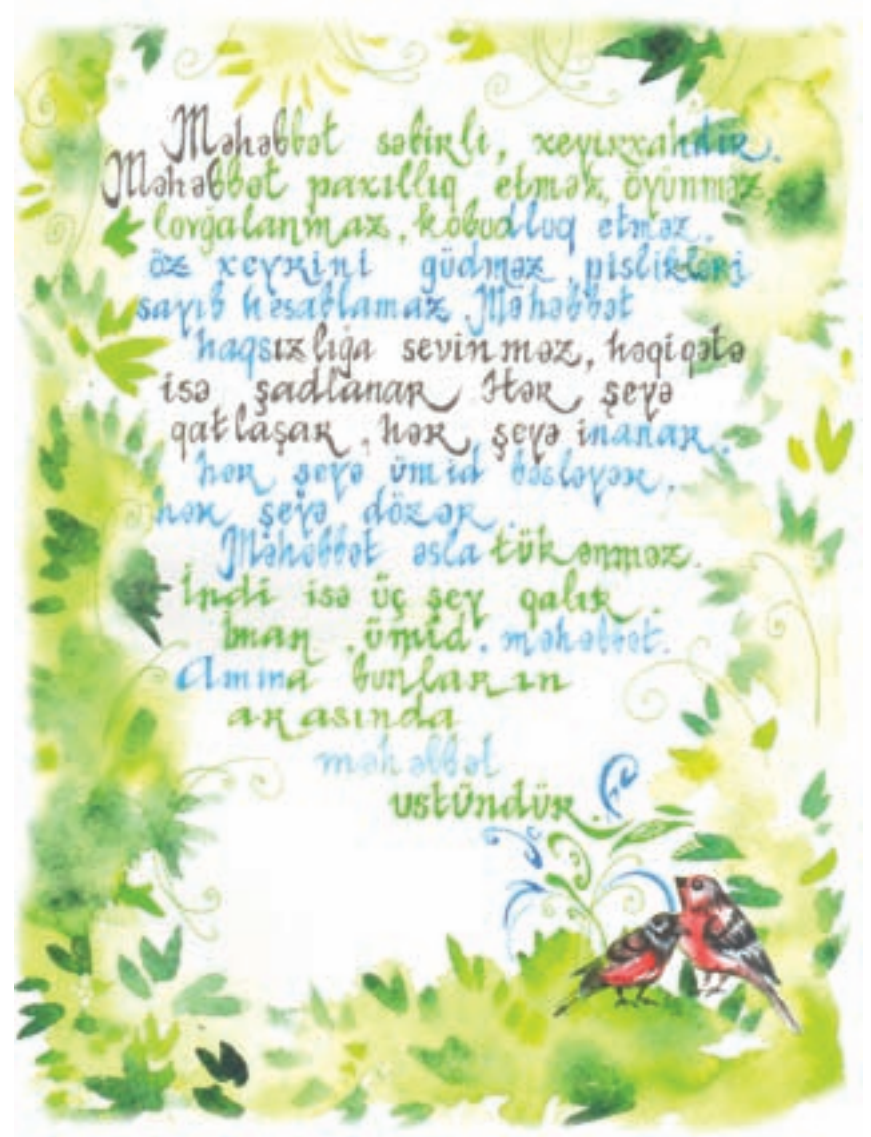 Məhəbbət səbirli, xeyirxahdır.
Məhəbbət paxıllıq etməz, öyünməz,
lovğalanmaz, kobudluq etməz,
öz xeyrini güdməz, pislikləri
sayıb hesablamaz. Məhəbbət
haqsızlığa sevinməz, həqiqətə
isə şadlanar. Hər şeyə
qatlaşar, hər şeyə inanar,
hər şeyə ümid bəsləyər,
hər şeyə dözər.
Məhəbbət əsla tükənməz.
İndi isə üç şey qalır.
İman, ümid, məhəbbət.
Amma bunların
arasında
məhəbbət
ustündür.